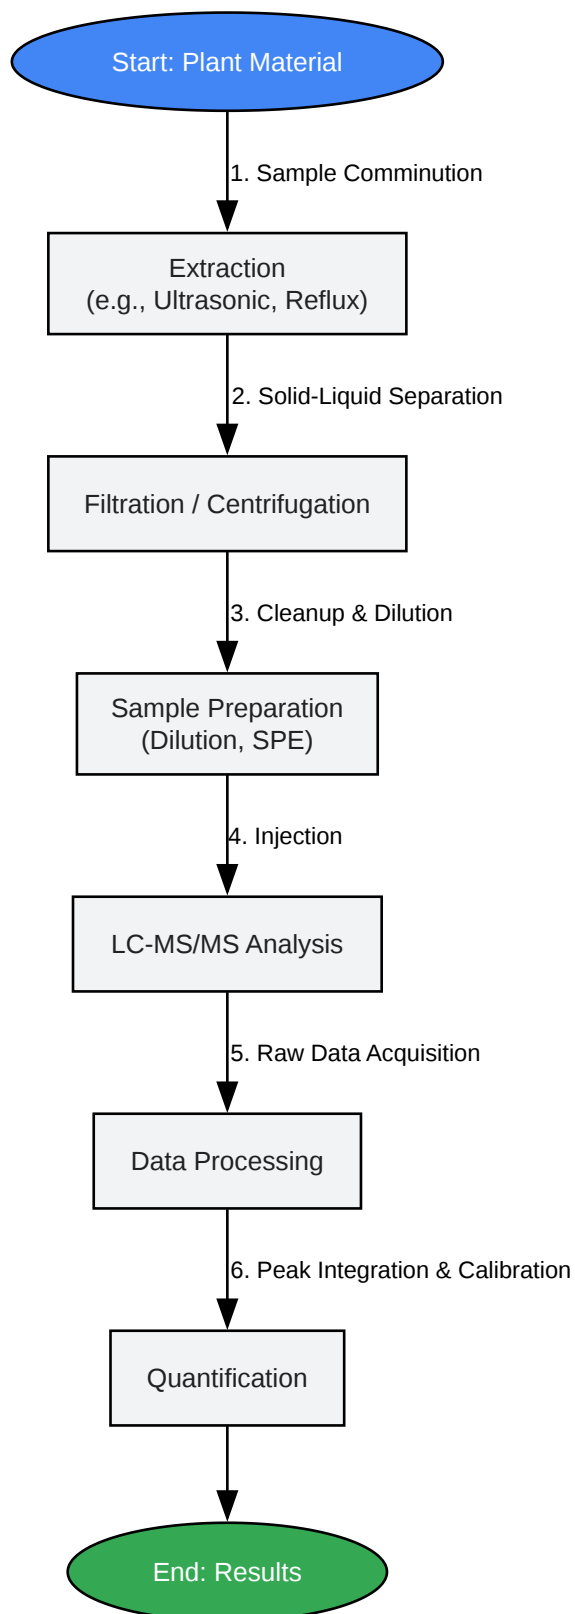 Start: Plant Material
1. Sample Comminution
Extraction
(e.g., Ultrasonic, Reflux)
2. Solid-Liquid Separation
Filtration / Centrifugation
3. Cleanup & Dilution
Sample Preparation
(Dilution, SPE)
4. Injection
LC-MS/MS Analysis
5. Raw Data Acquisition
Data Processing
6. Peak Integration & Calibration
Quantification
End: Results